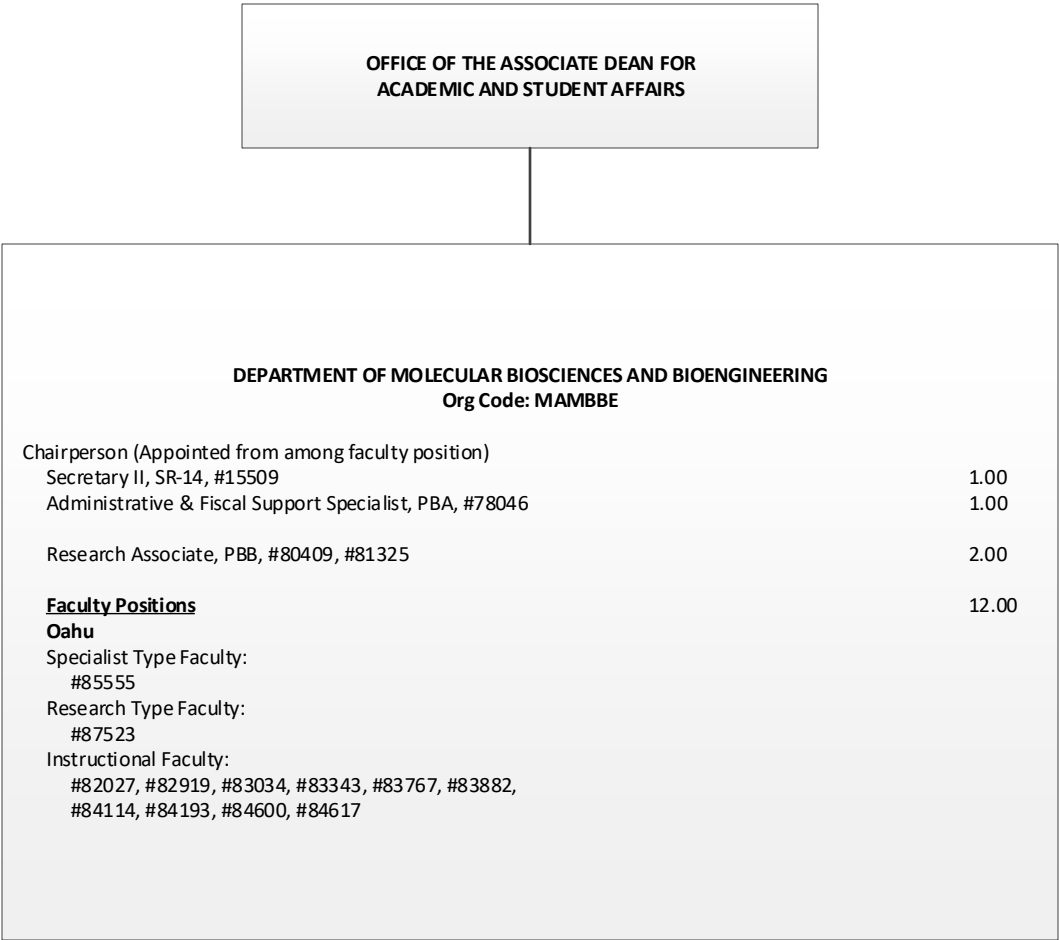 OFFICE OF THE ASSOCIATE DEAN FOR
ACADEMIC AND STUDENT AFFAIRS
DEPARTMENT OF MOLECULAR BIOSCIENCES AND BIOENGINEERING
Org Code: MAMBBE
Chairperson (Appointed from among faculty position)
Secretary II, SR-14, #15509 1.00
Administrative & Fiscal Support Specialist, PBA, #78046 1.00
Research Associate, PBB, #80409, #81325 2.00
Faculty Positions 12.00
Oahu
Specialist Type Faculty:
#85555
Research Type Faculty:
#87523
Instructional Faculty:
#82027, #82919, #83034, #83343, #83767, #83882,
#84114, #84193, #84600, #84617